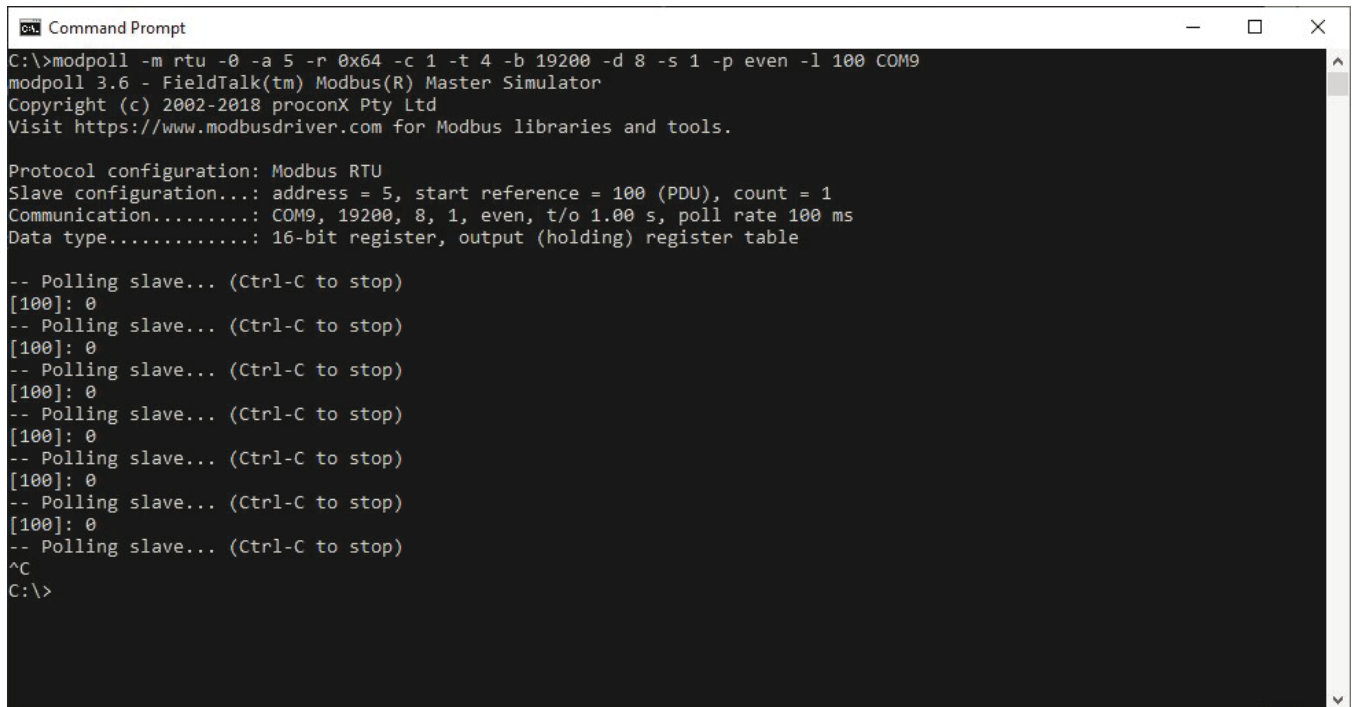 Command Prompt
C:\>modpoll -m rtu -0 -a 5 -r 0x64 -c 1 -t 4 -b 19200 -d 8 -s 1 -p even -l 100 COM9
modpoll 3.6 - FieldTalk(tm) Modbus(R) Master Simulator
Copyright (c) 2002-2018 proconX Pty Ltd
Visit https://www.modbusdriver.com for Modbus libraries and tools.
Protocol configuration: Modbus RTU
Slave configuration...: address = 5, start reference = 100 (PDU), count = 1
Communication.........: COM9, 19200, 8, 1, even, t/o 1.00 s, poll rate 100 ms
Data type.............: 16-bit register, output (holding) register table
-- Polling slave... (Ctrl-C to stop)
[100]: 0
-- Polling slave... (Ctrl-C to stop)
[100]: 0
-- Polling slave... (Ctrl-C to stop)
[100]: 0
-- Polling slave... (Ctrl-C to stop)
[100]: 0
-- Polling slave... (Ctrl-C to stop)
[100]: 0
-- Polling slave... (Ctrl-C to stop)
[100]: 0
-- Polling slave... (Ctrl-C to stop)
^C
C:\>